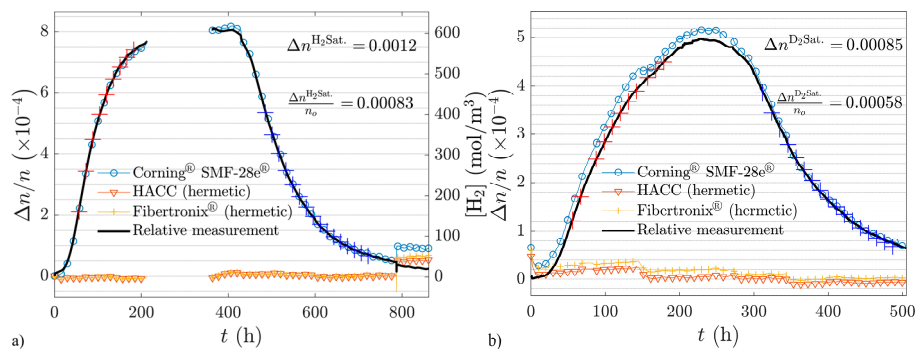 8
6
4
2
0
Δn/n (×10⁻⁴)
600
500
400
300
200
100
0
[H₂] (mol/m³)
Δn^H₂Sat. = 0.0012
Δn^H₂Sat./nₒ = 0.00083
Corning® SMF-28e®
HACC (hermetic)
Fibertronix® (hermetic)
Relative measurement
0 200 400 600 800
t (h)
a)
5
4
3
2
1
0
Δn/n (×10⁻⁴)
Δn^D₂Sat. = 0.00085
Δn^D₂Sat./nₒ = 0.00058
Corning® SMF-28e®
HACC (hermetic)
Fibertronix® (hermetic)
Relative measurement
0 100 200 300 400 500
t (h)
b)